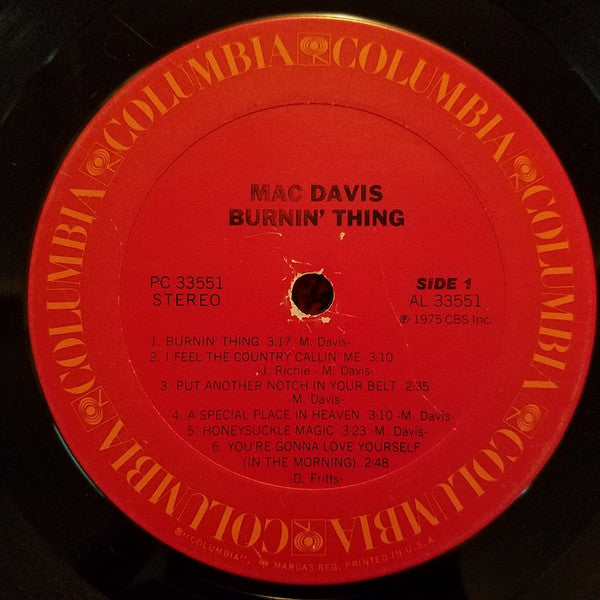 COLUMBIA COLUMBIA COLUMBIA COLUMBIA COLUMBIA COLUMBIA
MAC DAVIS
BURNIN' THING
PC 33551
STEREO
SIDE 1
AL 33551
℗ 1975 CBS Inc.
1. BURNIN' THING 3:17 -M. Davis-
2. I FEEL THE COUNTRY CALLIN' ME 3:10
-J. Richie - M. Davis-
3. PUT ANOTHER NOTCH IN YOUR BELT 2:35
-M. Davis-
4. A SPECIAL PLACE IN HEAVEN 3:10 -M. Davis-
5. HONEYSUCKLE MAGIC 3:23 -M. Davis-
6. YOU'RE GONNA LOVE YOURSELF
(IN THE MORNING) 2:48
-D. Fritts-
® "COLUMBIA", MARCAS REG. PRINTED IN U.S.A.